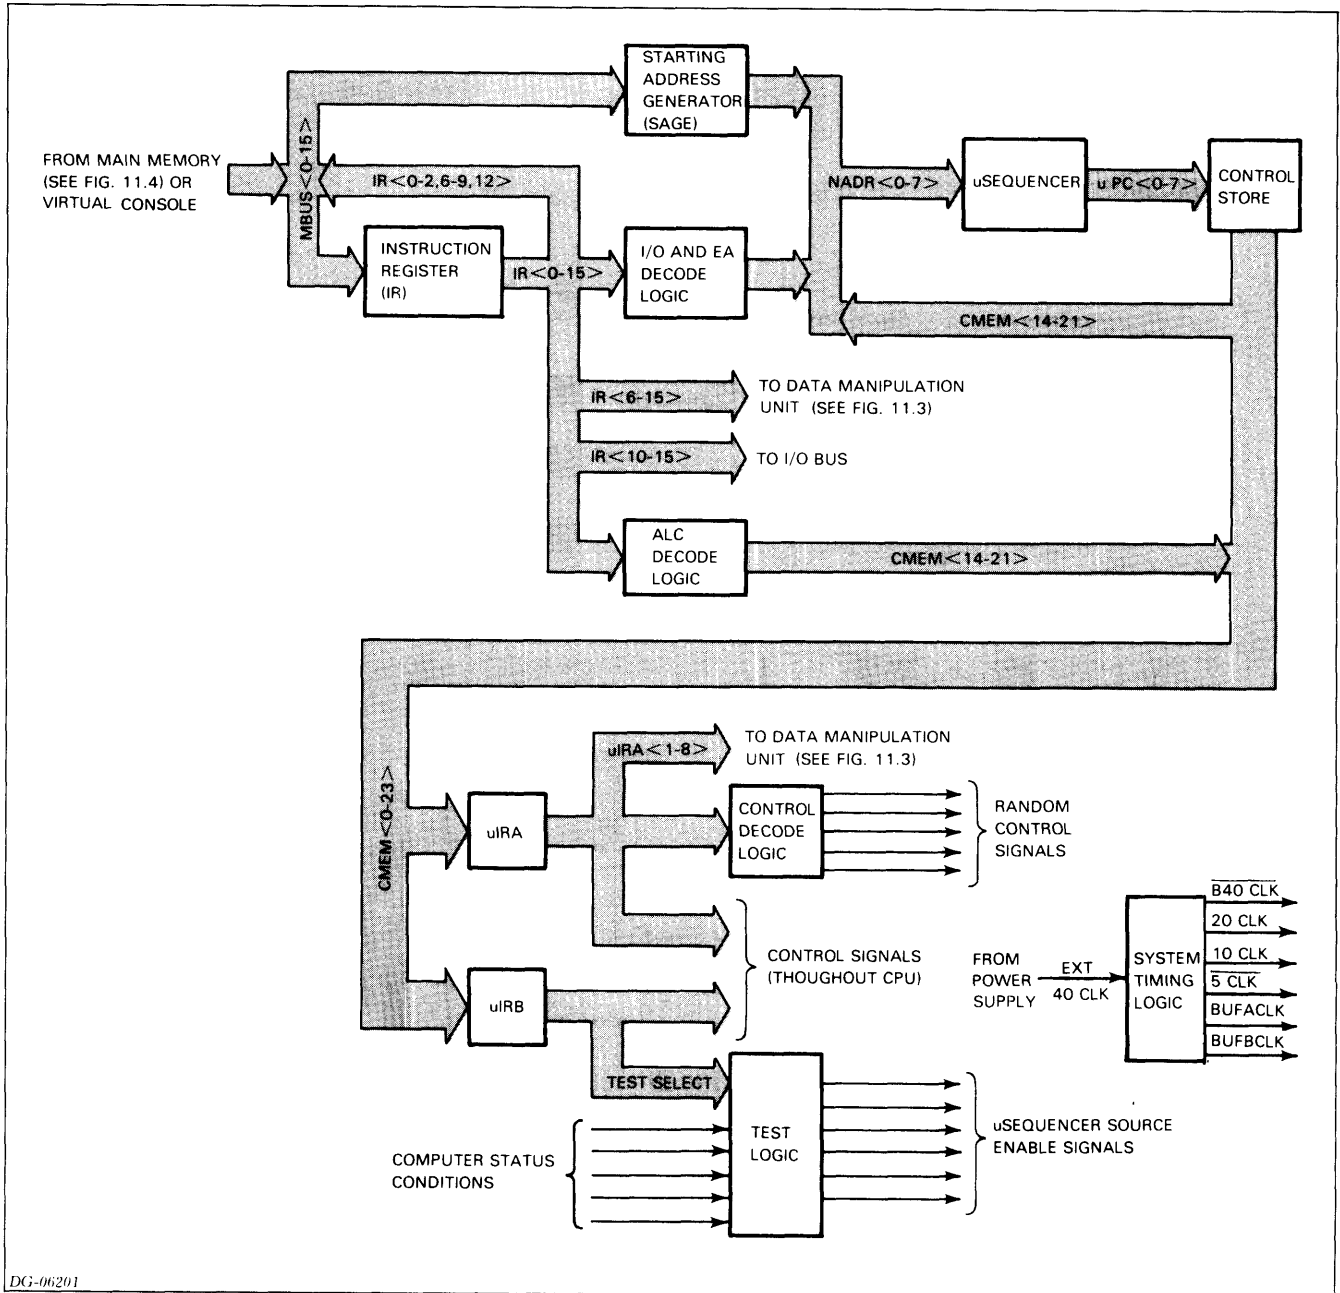 STARTING
ADDRESS
GENERATOR
(SAGE)
FROM MAIN MEMORY
(SEE FIG. 11.4) OR
VIRTUAL CONSOLE
MBUS<0-15>
IR<0-2,6-9,12>
NADR<0-7>
uSEQUENCER
u PC<0-7>
CONTROL
STORE
INSTRUCTION
REGISTER
(IR)
IR<0-15>
I/O AND EA
DECODE
LOGIC
CMEM<14-21>
IR<6-15>
TO DATA MANIPULATION
UNIT (SEE FIG. 11.3)
IR<10-15>
TO I/O BUS
ALC
DECODE
LOGIC
CMEM<14-21>
CMEM<0-23>
uIRA
uIRA<1-8>
TO DATA MANIPULATION
UNIT (SEE FIG. 11.3)
CONTROL
DECODE
LOGIC
RANDOM
CONTROL
SIGNALS
CONTROL SIGNALS
(THOUGHOUT CPU)
FROM
POWER
SUPPLY
EXT
40 CLK
SYSTEM
TIMING
LOGIC
B40 CLK
20 CLK
10 CLK
5 CLK
BUFACLK
BUFBCLK
uIRB
TEST SELECT
TEST
LOGIC
COMPUTER STATUS
CONDITIONS
uSEQUENCER SOURCE
ENABLE SIGNALS
DG-06201